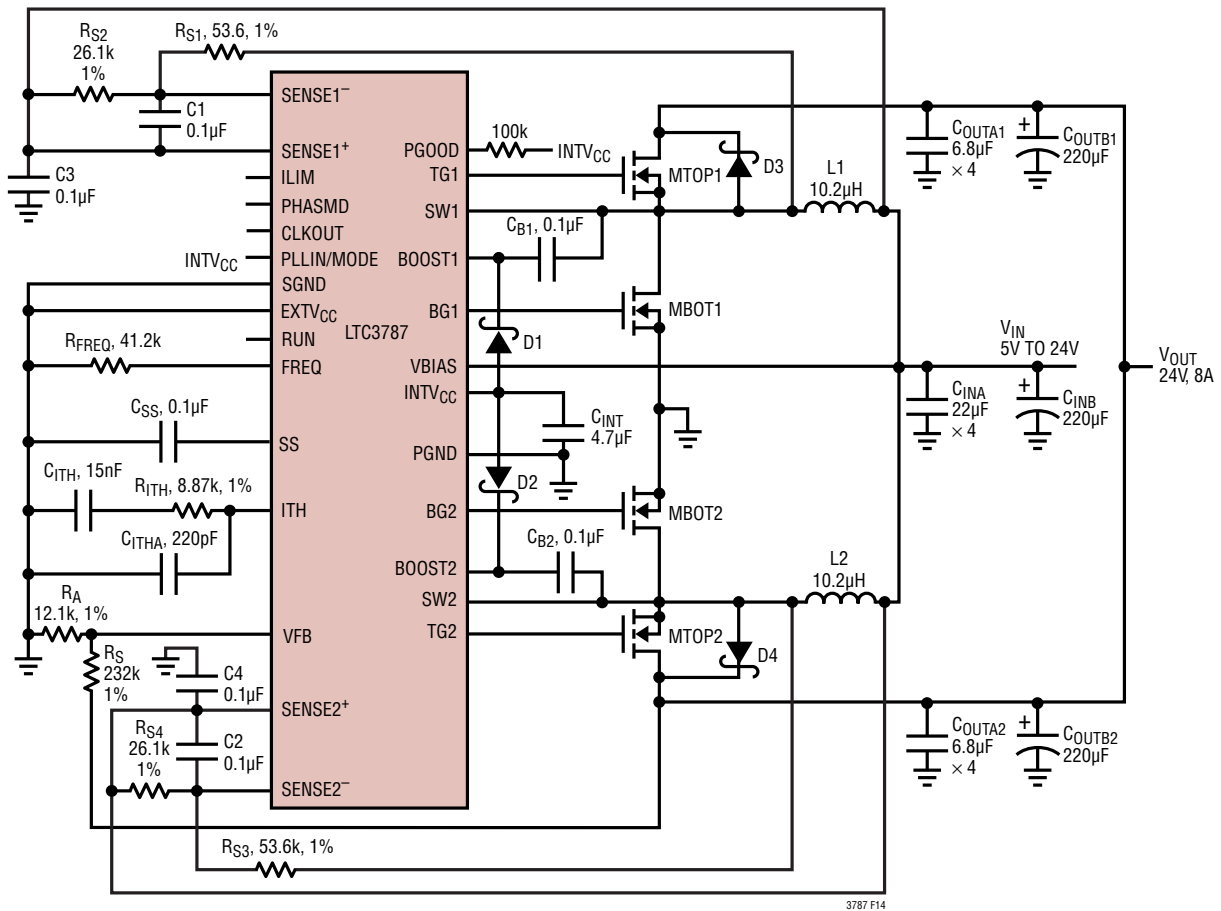 RS2
26.1k
1%
RS1, 53.6, 1%
C1
0.1µF
C3
0.1µF
SENSE1–
SENSE1+
ILIM
PHASMD
CLKOUT
INTVCC
PLLIN/MODE
SGND
EXTVCC
LTC3787
RUN
RFREQ, 41.2k
FREQ
CSS, 0.1µF
SS
CITH, 15nF
RITH, 8.87k, 1%
ITH
CITHA, 220pF
RA
12.1k, 1%
VFB
RS
232k
1%
C4
0.1µF
SENSE2+
RS4
26.1k
1%
C2
0.1µF
SENSE2–
RS3, 53.6k, 1%
PGOOD
100k
INTVCC
TG1
MTOP1
D3
SW1
L1
10.2µH
CB1, 0.1µF
BOOST1
BG1
MBOT1
D1
VBIAS
INTVCC
CINT
4.7µF
PGND
D2
BG2
MBOT2
CB2, 0.1µF
BOOST2
SW2
L2
10.2µH
TG2
MTOP2
D4
COUTA1
6.8µF
× 4
+
COUTB1
220µF
VIN
5V TO 24V
VOUT
24V, 8A
CINA
22µF
× 4
+
CINB
220µF
COUTA2
6.8µF
× 4
+
COUTB2
220µF
3787 F14